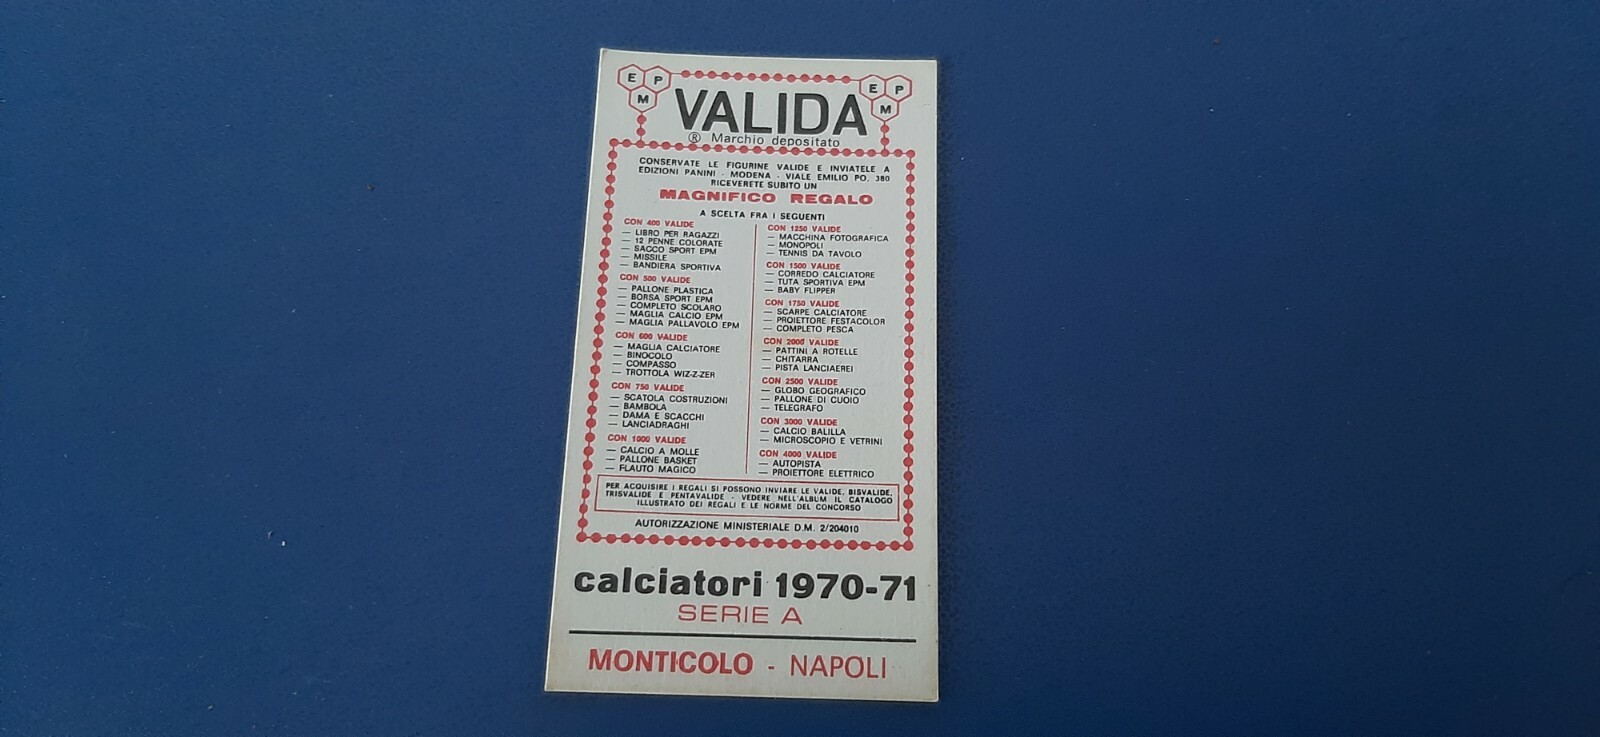 E P
M
E P
M
VALIDA
® Marchio depositato
CONSERVATE LE FIGURINE VALIDE E INVIATELE A
EDIZIONI PANINI - MODENA - VIALE EMILIO PO, 380
RICEVERETE SUBITO UN
MAGNIFICO REGALO
A SCELTA FRA I SEGUENTI
CON 400 VALIDE
— LIBRO PER RAGAZZI
— 12 PENNE COLORATE
— SACCO SPORT EPM
— MISSILE
— BANDIERA SPORTIVA
CON 500 VALIDE
— PALLONE PLASTICA
— BORSA SPORT EPM
— COMPLETO SCOLARO
— MAGLIA CALCIO EPM
— MAGLIA PALLAVOLO EPM
CON 600 VALIDE
— MAGLIA CALCIATORE
— BINOCOLO
— COMPASSO
— TROTTOLA WIZ-Z-ZER
CON 750 VALIDE
— SCATOLA COSTRUZIONI
— BAMBOLA
— DAMA E SCACCHI
— LANCIADRAGHI
CON 1000 VALIDE
— CALCIO A MOLLE
— PALLONE BASKET
— FLAUTO MAGICO
CON 1250 VALIDE
— MACCHINA FOTOGRAFICA
— MONOPOLI
— TENNIS DA TAVOLO
CON 1500 VALIDE
— CORREDO CALCIATORE
— TUTA SPORTIVA EPM
— BABY FLIPPER
CON 1750 VALIDE
— SCARPE CALCIATORE
— PROIETTORE FESTACOLOR
— COMPLETO PESCA
CON 2000 VALIDE
— PATTINI A ROTELLE
— CHITARRA
— PISTA LANCIAEREI
CON 2500 VALIDE
— GLOBO GEOGRAFICO
— PALLONE DI CUOIO
— TELEGRAFO
CON 3000 VALIDE
— CALCIO BALILLA
— MICROSCOPIO E VETRINI
CON 4000 VALIDE
— AUTOPISTA
— PROIETTORE ELETTRICO
PER ACQUISIRE I REGALI SI POSSONO INVIARE LE VALIDE, BISVALIDE,
TRISVALIDE E PENTAVALIDE - VEDERE NELL'ALBUM IL CATALOGO
ILLUSTRATO DEI REGALI E LE NORME DEL CONCORSO
AUTORIZZAZIONE MINISTERIALE D.M. 2/204010
calciatori 1970-71
SERIE A
MONTICOLO - NAPOLI